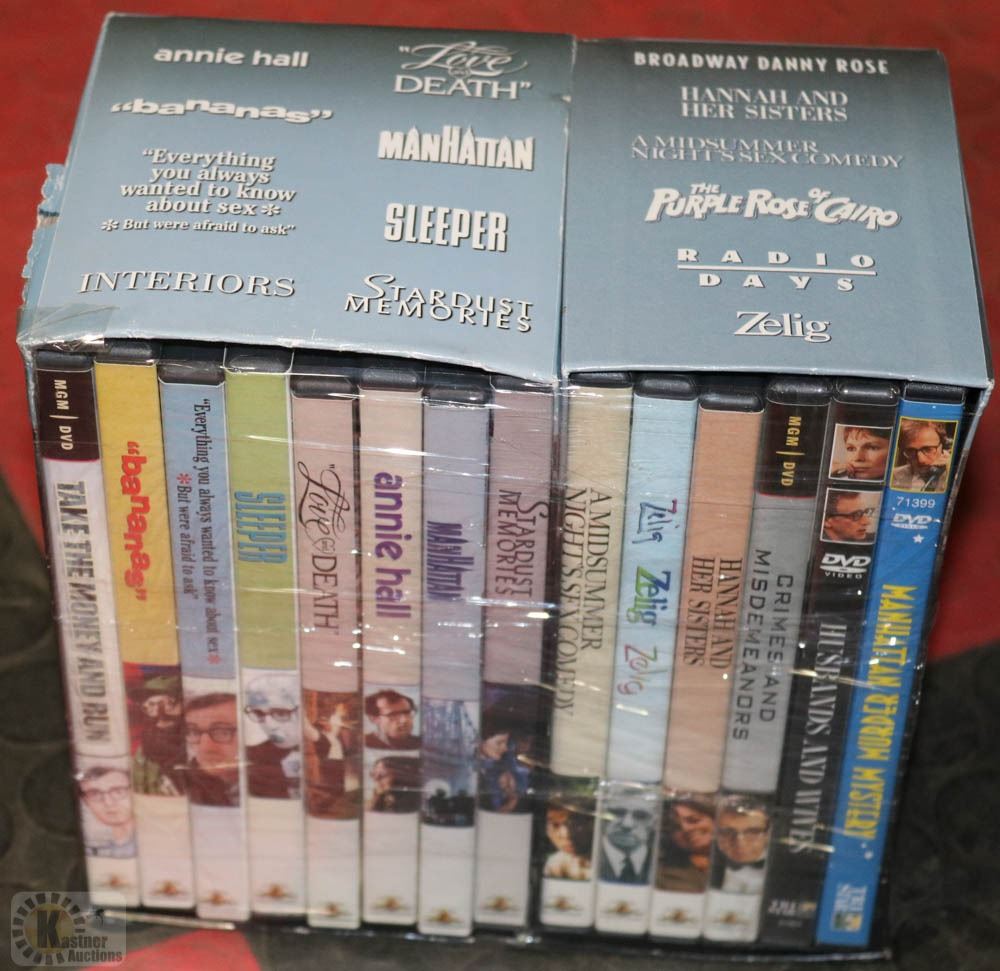 annie hall
"bananas"
"Everything
you always
wanted to know
about sex *
* But were afraid to ask"
INTERIORS
"Love
and
DEATH"
MANHATTAN
SLEEPER
STARDUST
MEMORIES
BROADWAY DANNY ROSE
HANNAH AND
HER SISTERS
A MIDSUMMER
NIGHT'S SEX COMEDY
THE PURPLE ROSE OF CAIRO
RADIO
DAYS
Zelig
MGM | DVD
TAKE THE MONEY AND RUN
"bananas"
"Everything you always wanted to know about sex *
* But were afraid to ask"
SLEEPER
"Love and DEATH"
annie hall
MANHATTAN
STARDUST
MEMORIES
A MIDSUMMER
NIGHT'S SEX COMEDY
Zelig Zelig Zelig
HANNAH AND
HER SISTERS
MGM | DVD
CRIMES AND
MISDEMEANORS
DVD
VIDEO
HUSBANDS AND WIVES
71399
DVD
VIDEO
MANHATTAN MURDER MYSTERY
TRI
STAR
Kastner
Auctions